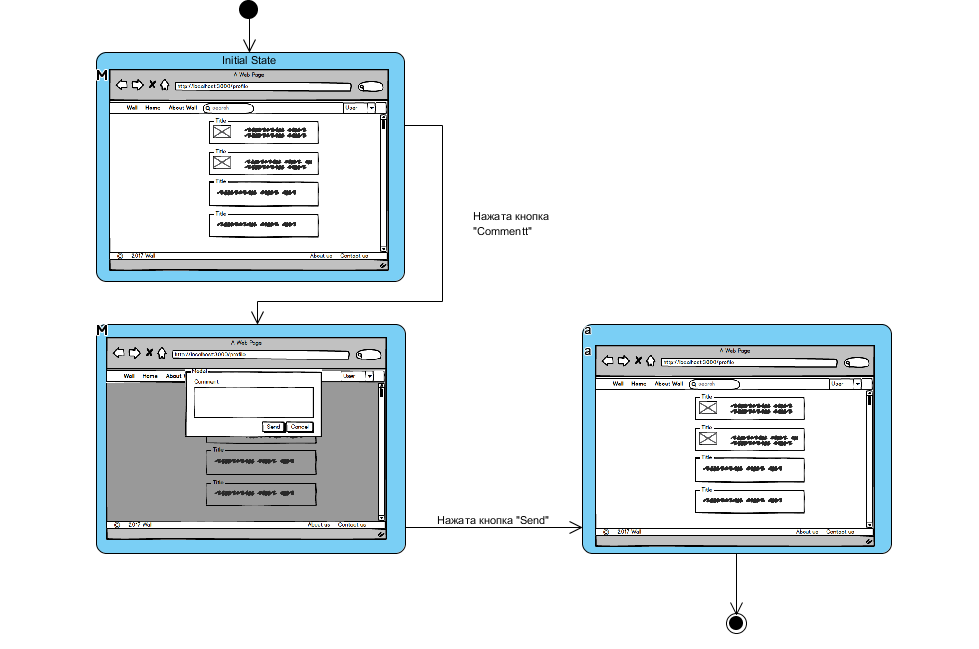 Initial State
M
A Web Page
http://localhost:3000/profile
Wall Home About Wall search User
Title
Title
Title
Title
© 2017 Wall About us Contact us
Нажата кнопка
"Commentt"
M
A Web Page
http://localhost:3000/profile
Wall Home About User
Modal
Comment
Send Cancel
Title
Title
© 2017 Wall About us Contact us
Нажата кнопка "Send"
a
a
A Web Page
http://localhost:3000/profile
Wall Home About Wall search User
Title
Title
Title
Title
© 2017 Wall About us Contact us